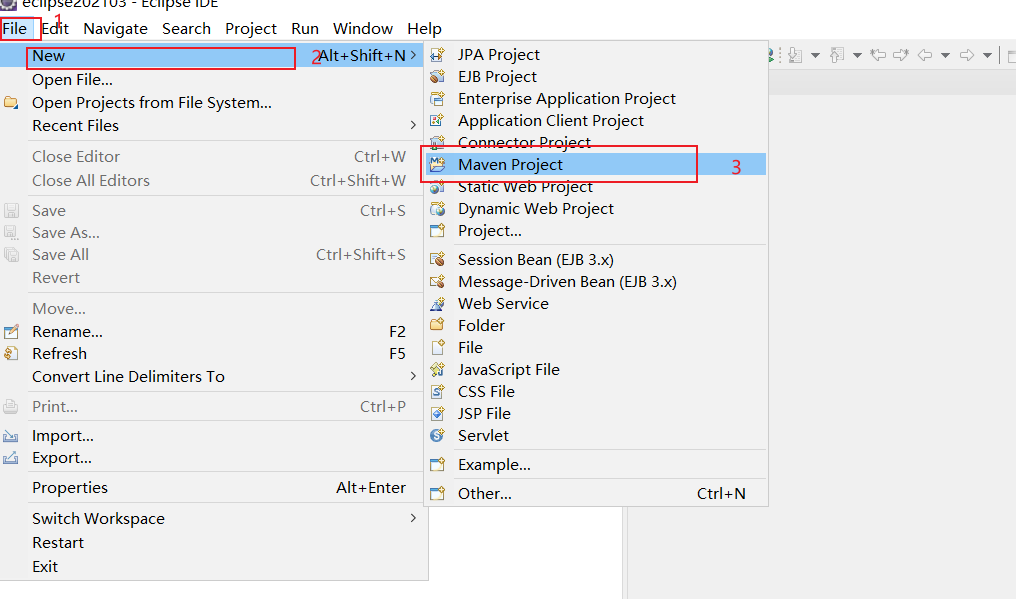 eclipse202103 - Eclipse IDE
File 1 Edit Navigate Search Project Run Window Help
New 2 Alt+Shift+N >
Open File...
Open Projects from File System...
Recent Files >
Close Editor Ctrl+W
Close All Editors Ctrl+Shift+W
Save Ctrl+S
Save As...
Save All Ctrl+Shift+S
Revert
Move...
Rename... F2
Refresh F5
Convert Line Delimiters To >
Print... Ctrl+P
Import...
Export...
Properties Alt+Enter
Switch Workspace >
Restart
Exit
JPA Project
EJB Project
Enterprise Application Project
Application Client Project
Connector Project
Maven Project 3
Static Web Project
Dynamic Web Project
Project...
Session Bean (EJB 3.x)
Message-Driven Bean (EJB 3.x)
Web Service
Folder
File
JavaScript File
CSS File
JSP File
Servlet
Example...
Other... Ctrl+N